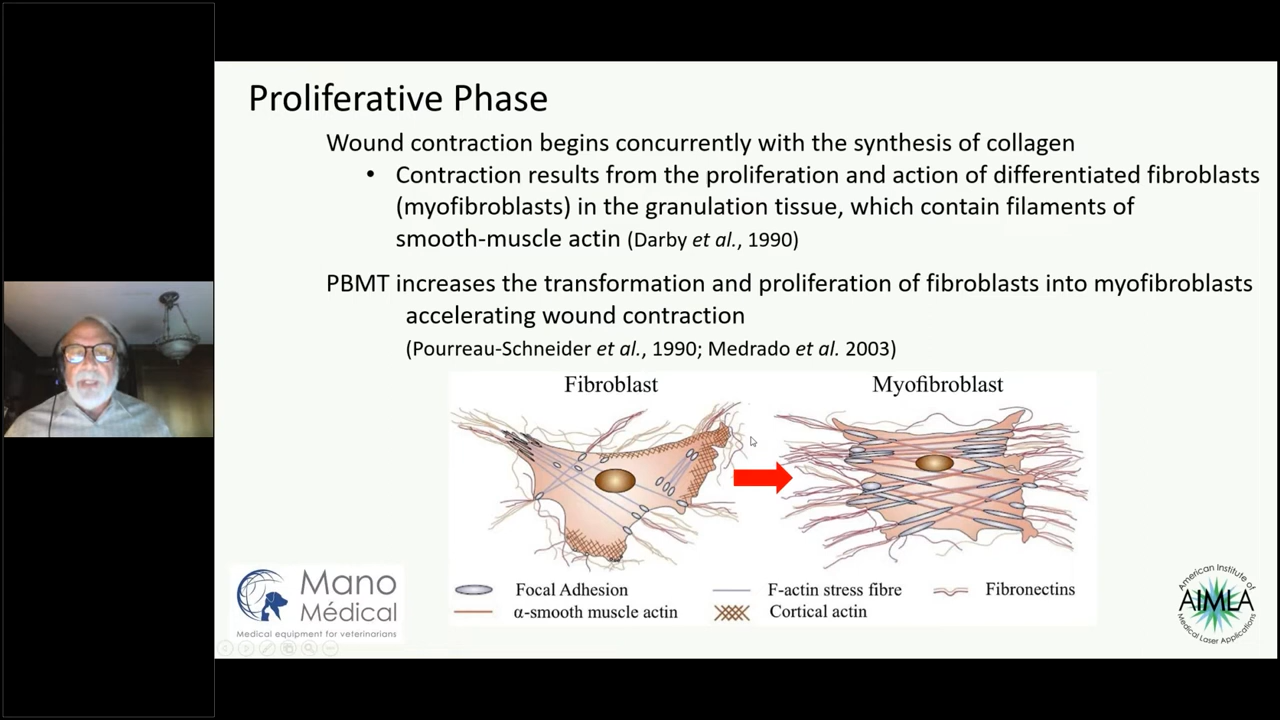 Proliferative Phase
Wound contraction begins concurrently with the synthesis of collagen
• Contraction results from the proliferation and action of differentiated fibroblasts
(myofibroblasts) in the granulation tissue, which contain filaments of
smooth-muscle actin (Darby et al., 1990)
PBMT increases the transformation and proliferation of fibroblasts into myofibroblasts
accelerating wound contraction
(Pourreau-Schneider et al., 1990; Medrado et al. 2003)
Fibroblast
Myofibroblast
Focal Adhesion
F-actin stress fibre
Fibronectins
α-smooth muscle actin
Cortical actin
Mano
Médical
Medical equipment for veterinarians
American Institute of
AIMLA
Medical Laser Applications